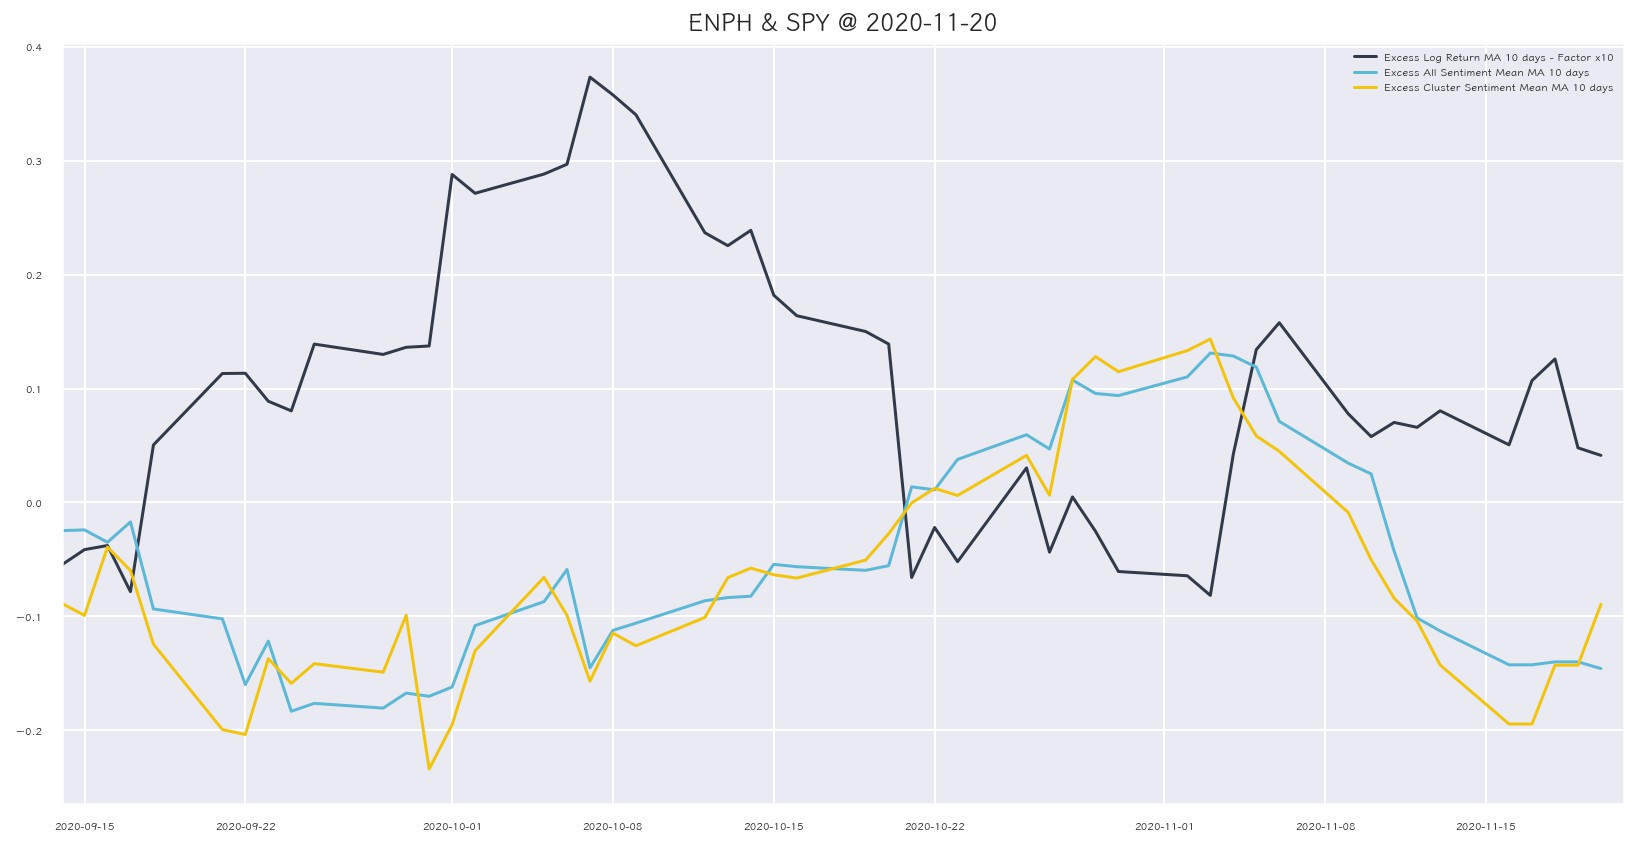 ENPH & SPY @ 2020-11-20
Excess Log Return MA 10 days - Factor x10
Excess All Sentiment Mean MA 10 days
Excess Cluster Sentiment Mean MA 10 days
0.4
0.3
0.2
0.1
0.0
−0.1
−0.2
2020-09-15 2020-09-22 2020-10-01 2020-10-08 2020-10-15 2020-10-22 2020-11-01 2020-11-08 2020-11-15